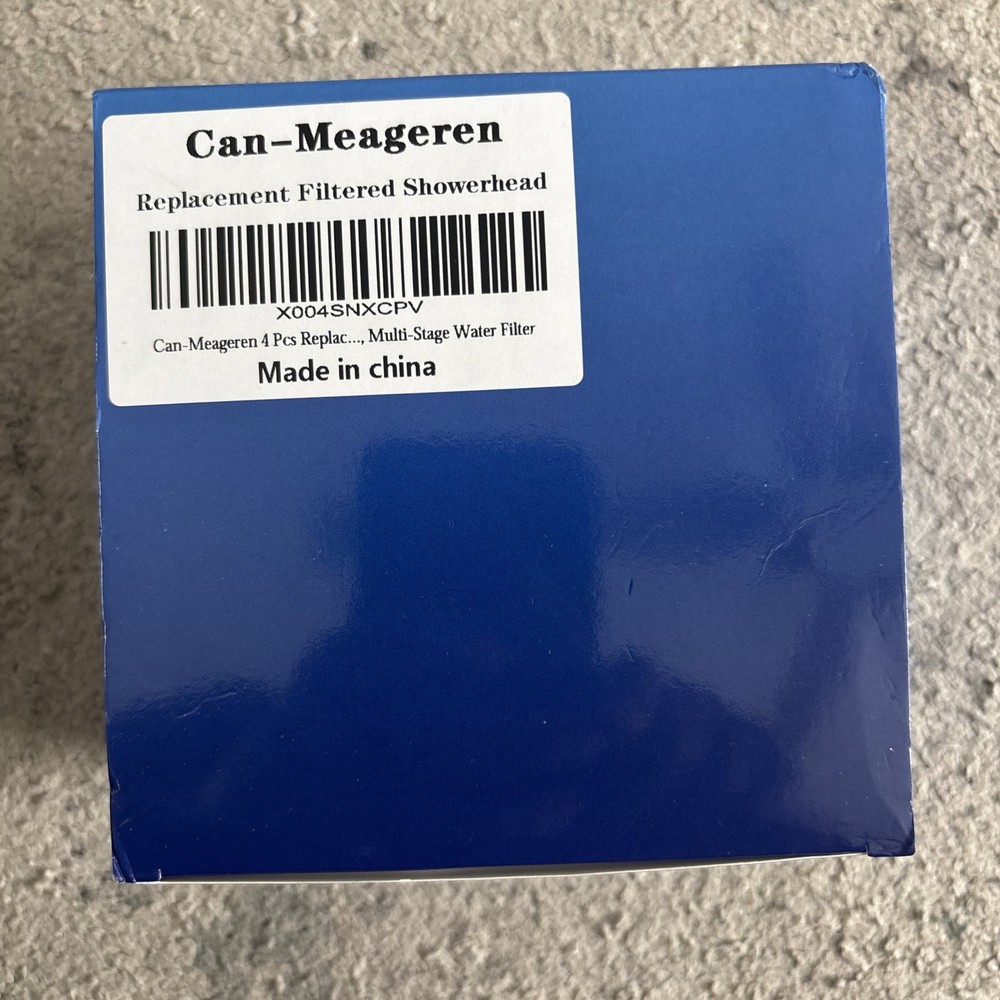 Can-Meageren
Replacement Filtered Showerhead
X004SNXCPV
Can-Meageren 4 Pcs Replac..., Multi-Stage Water Filter
Made in china